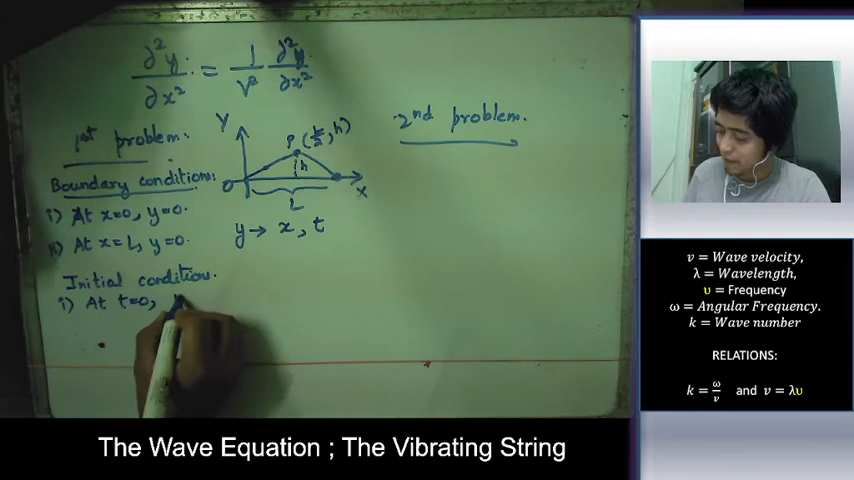 ∂²y/∂x² = 1/V² ∂²y/∂x²
1st problem.
Boundary conditions
i) At x=0, y=0.
ii) At x=L, y=0.
Y
P (L/2, h)
h
O
X
L
y → x, t
Initial conditions.
i) At t=0,
2nd problem.
v = Wave velocity,
λ = Wavelength,
υ = Frequency
ω = Angular Frequency.
k = Wave number
RELATIONS:
k = ω/v and v = λυ
The Wave Equation ; The Vibrating String